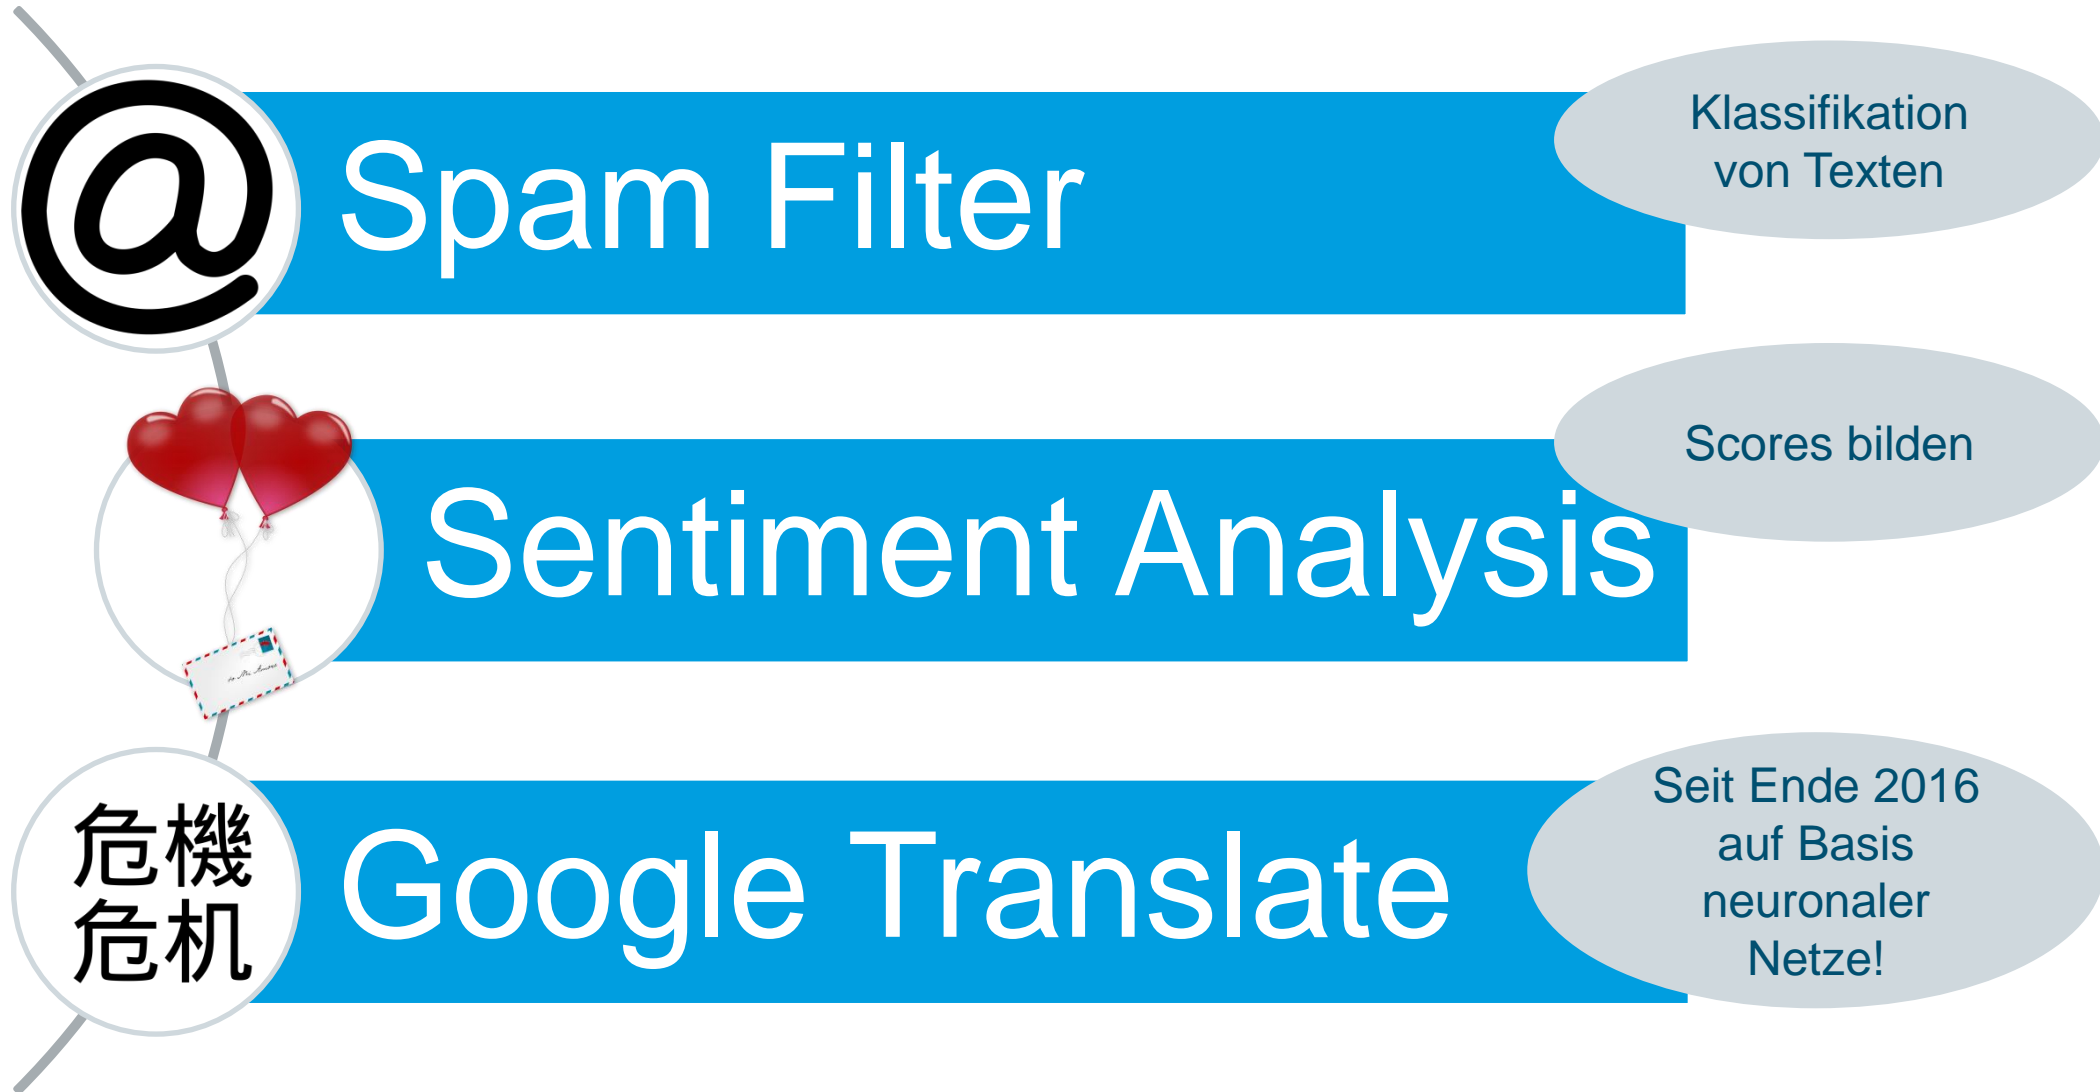 Spam Filter
Klassifikation
von Texten
Sentiment Analysis
Scores bilden
危機
危机
Google Translate
Seit Ende 2016
auf Basis
neuronaler
Netze!